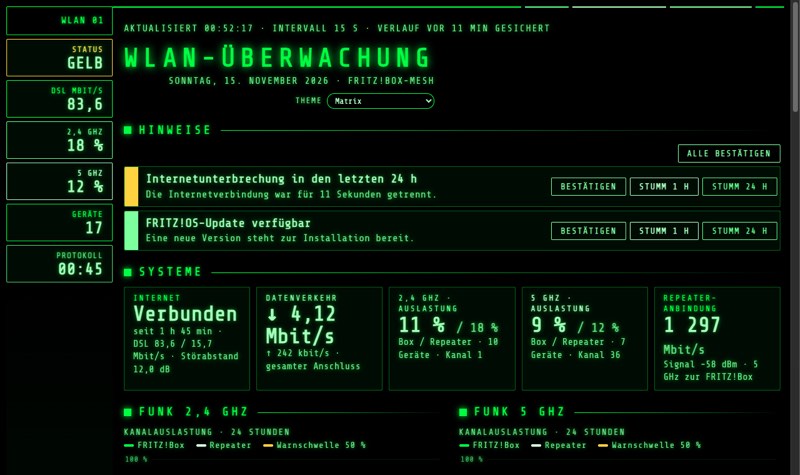 WLAN 01
STATUS
GELB
DSL MBIT/S
83,6
2,4 GHZ
18 %
5 GHZ
12 %
GERÄTE
17
PROTOKOLL
00:45
AKTUALISIERT 00:52:17 · INTERVALL 15 S · VERLAUF VOR 11 MIN GESICHERT
WLAN-ÜBERWACHUNG
SONNTAG, 15. NOVEMBER 2026 · FRITZ!BOX-MESH
THEME Matrix
HINWEISE
ALLE BESTÄTIGEN
Internetunterbrechung in den letzten 24 h
Die Internetverbindung war für 11 Sekunden getrennt.
BESTÄTIGEN STUMM 1 H STUMM 24 H
FRITZ!OS-Update verfügbar
Eine neue Version steht zur Installation bereit.
BESTÄTIGEN STUMM 1 H STUMM 24 H
SYSTEME
INTERNET
Verbunden
seit 1 h 45 min ·
DSL 83,6 / 15,7
Mbit/s · Störabstand
12,0 dB
DATENVERKEHR
↓ 4,12
Mbit/s
↑ 242 kbit/s ·
gesamter Anschluss
2,4 GHZ ·
AUSLASTUNG
11 % / 18 %
Box / Repeater · 10
Geräte · Kanal 1
5 GHZ ·
AUSLASTUNG
9 % / 12 %
Box / Repeater · 7
Geräte · Kanal 36
REPEATER-
ANBINDUNG
1 297
Mbit/s
Signal -58 dBm · 5
GHz zur FRITZ!Box
FUNK 2,4 GHZ
KANALAUSLASTUNG · 24 STUNDEN
FRITZ!Box Repeater Warnschwelle 50 %
100 %
FUNK 5 GHZ
KANALAUSLASTUNG · 24 STUNDEN
FRITZ!Box Repeater Warnschwelle 50 %
100 %